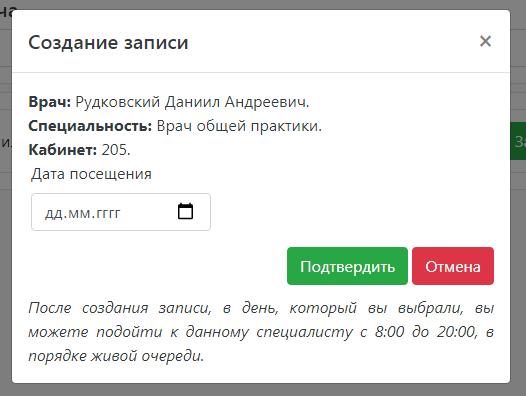 ча
Создание записи
×
Врач: Рудковский Даниил Андреевич.
Специальность: Врач общей практики.
Кабинет: 205.
Дата посещения
дд.мм.гггг
Подтвердить Отмена
После создания записи, в день, который вы выбрали, вы
можете подойти к данному специалисту с 8:00 до 20:00, в
порядке живой очереди.